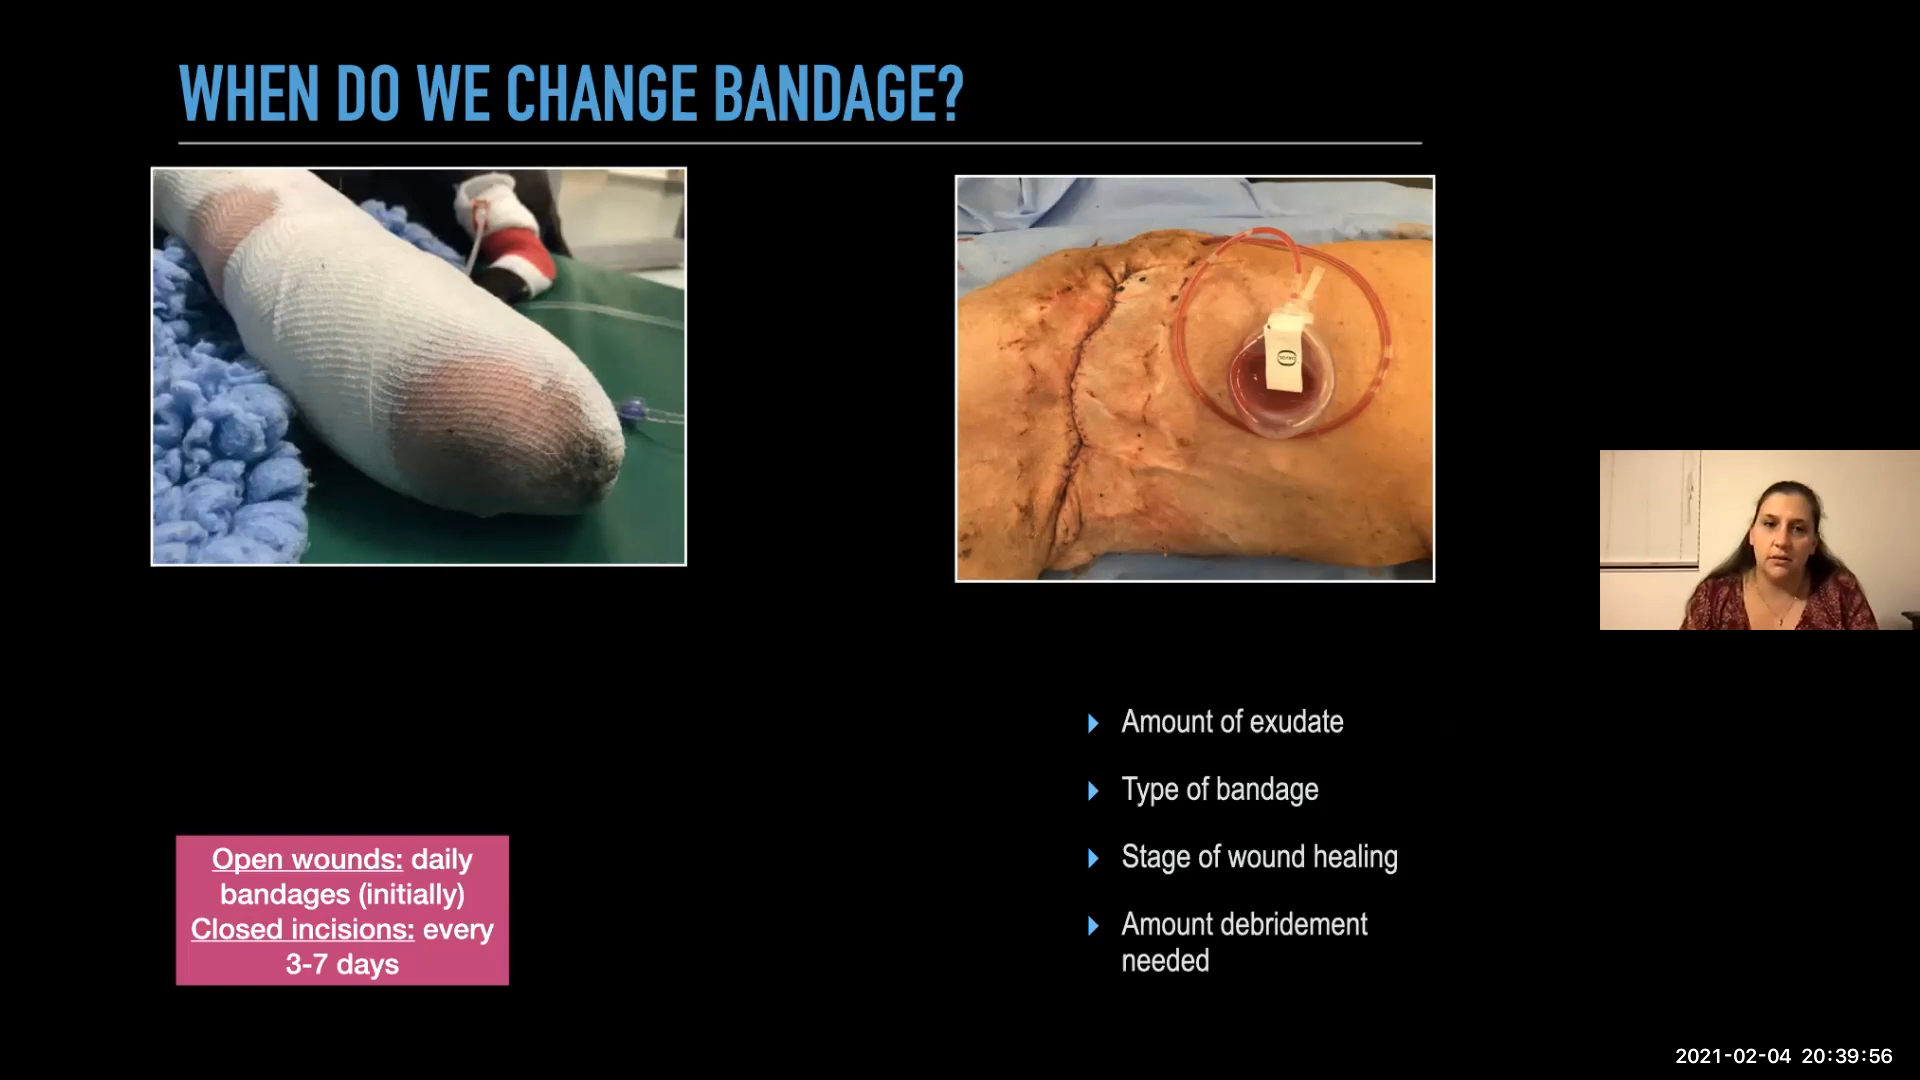 WHEN DO WE CHANGE BANDAGE?
Amount of exudate
Type of bandage
Stage of wound healing
Amount debridement
needed
Open wounds: daily
bandages (initially)
Closed incisions: every
3-7 days
2021-02-04 20:39:56